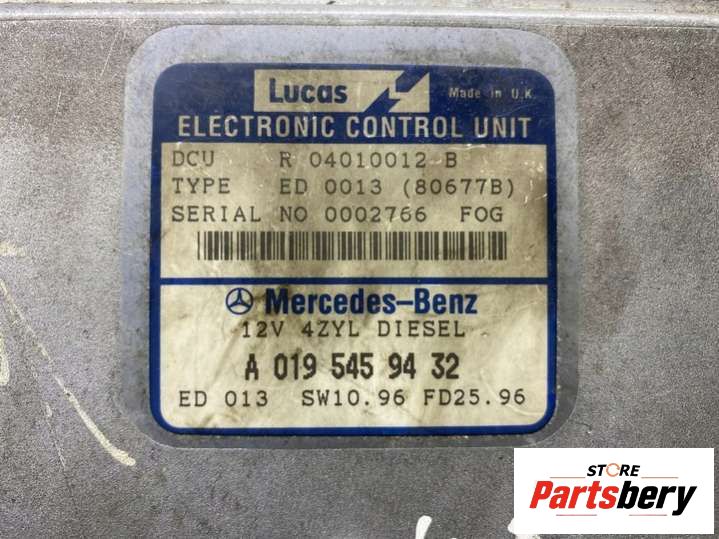 Lucas Made in U.K.
ELECTRONIC CONTROL UNIT
DCU R 04010012 B
TYPE ED 0013 (80677B)
SERIAL NO 0002766 FOG
Mercedes-Benz
12V 4ZYL DIESEL
A 019 545 94 32
ED 013 SW10.96 FD25.96
STORE
Partsbery